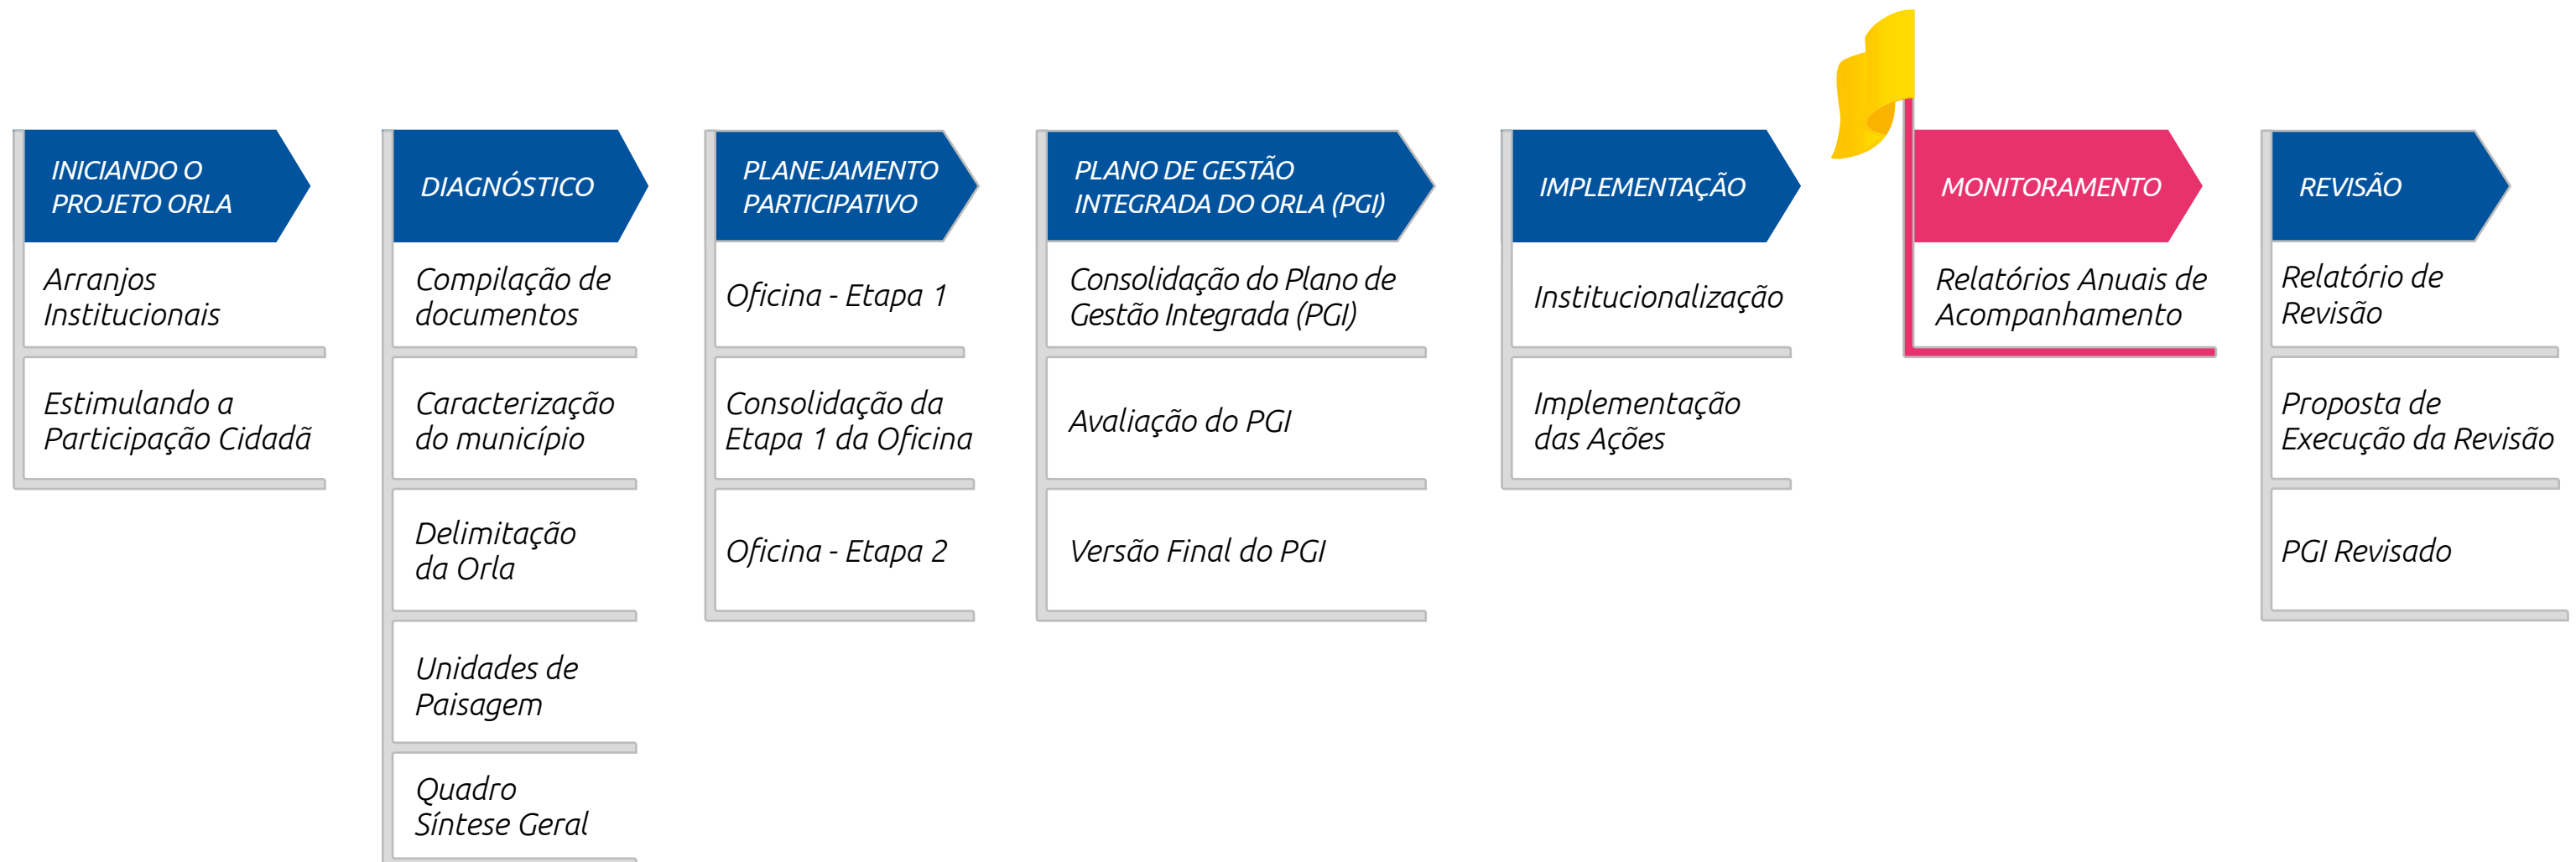 INICIANDO O
PROJETO ORLA
Arranjos
Institucionais
Estimulando a
Participação Cidadã
DIAGNÓSTICO
Compilação de
documentos
Caracterização
do município
Delimitação
da Orla
Unidades de
Paisagem
Quadro
Síntese Geral
PLANEJAMENTO
PARTICIPATIVO
Oficina - Etapa 1
Consolidação da
Etapa 1 da Oficina
Oficina - Etapa 2
PLANO DE GESTÃO
INTEGRADA DO ORLA (PGI)
Consolidação do Plano de
Gestão Integrada (PGI)
Avaliação do PGI
Versão Final do PGI
IMPLEMENTAÇÃO
Institucionalização
Implementação
das Ações
MONITORAMENTO
Relatórios Anuais de
Acompanhamento
REVISÃO
Relatório de
Revisão
Proposta de
Execução da Revisão
PGI Revisado